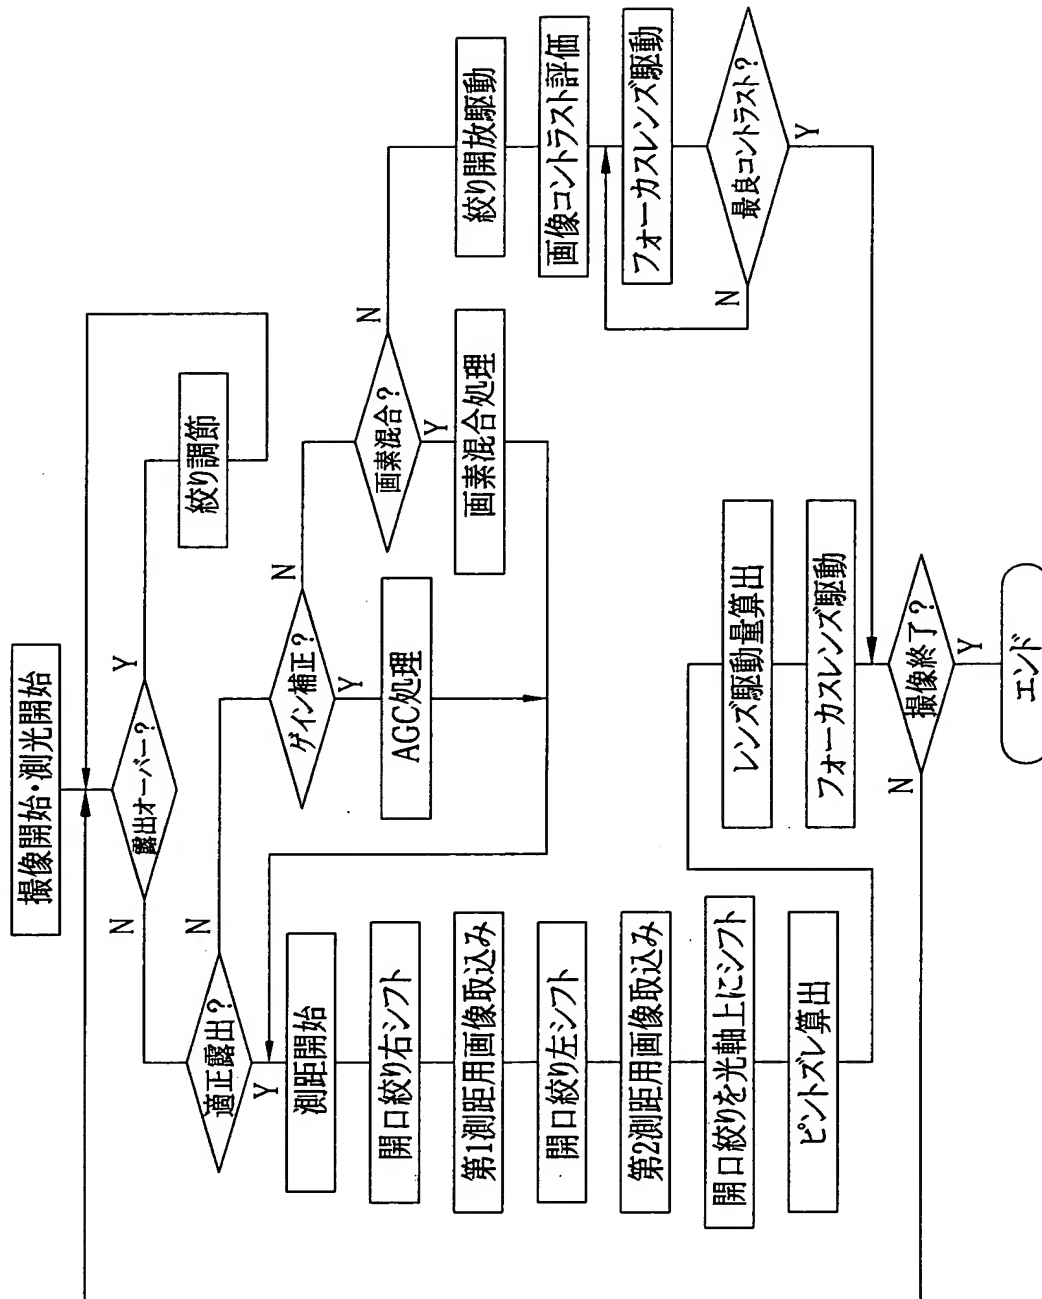 撮像開始・測光開始
露出オーバー?
Y
N
絞り調節
適正露出?
N
Y
ゲイン補正?
N
Y
AGC処理
画素混合?
N
Y
画素混合処理
絞り開放駆動
画像コントラスト評価
フォーカスレンズ駆動
最良コントラスト?
N
Y
測距開始
開口絞り右シフト
第1測距用画像取込み
開口絞り左シフト
第2測距用画像取込み
開口絞りを光軸上にシフト
ピントズレ算出
レンズ駆動量算出
フォーカスレンズ駆動
撮像終了?
N
Y
エンド